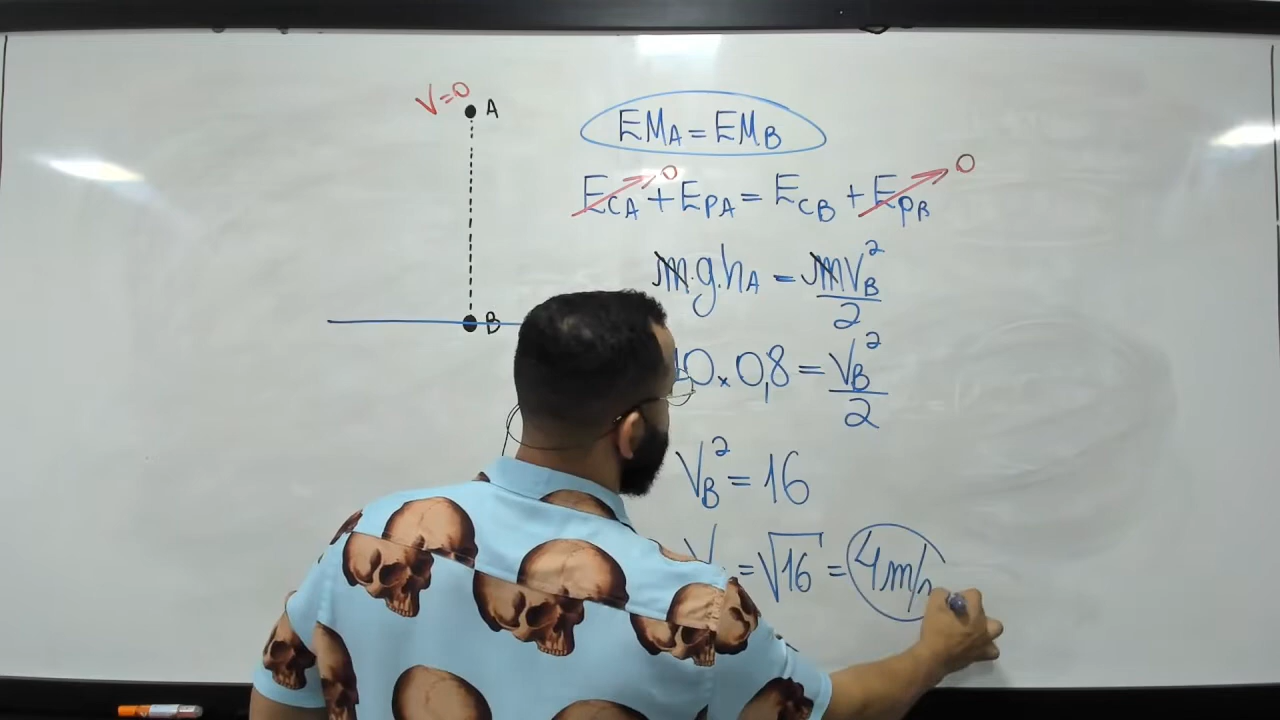 V=0
A
B
EMA = EMB
EcA → 0 + EPA = EcB + EpB → 0
m.g.hA = mVB²/2
10 x 0,8 = VB²/2
VB² = 16
V = √16 = 4m/